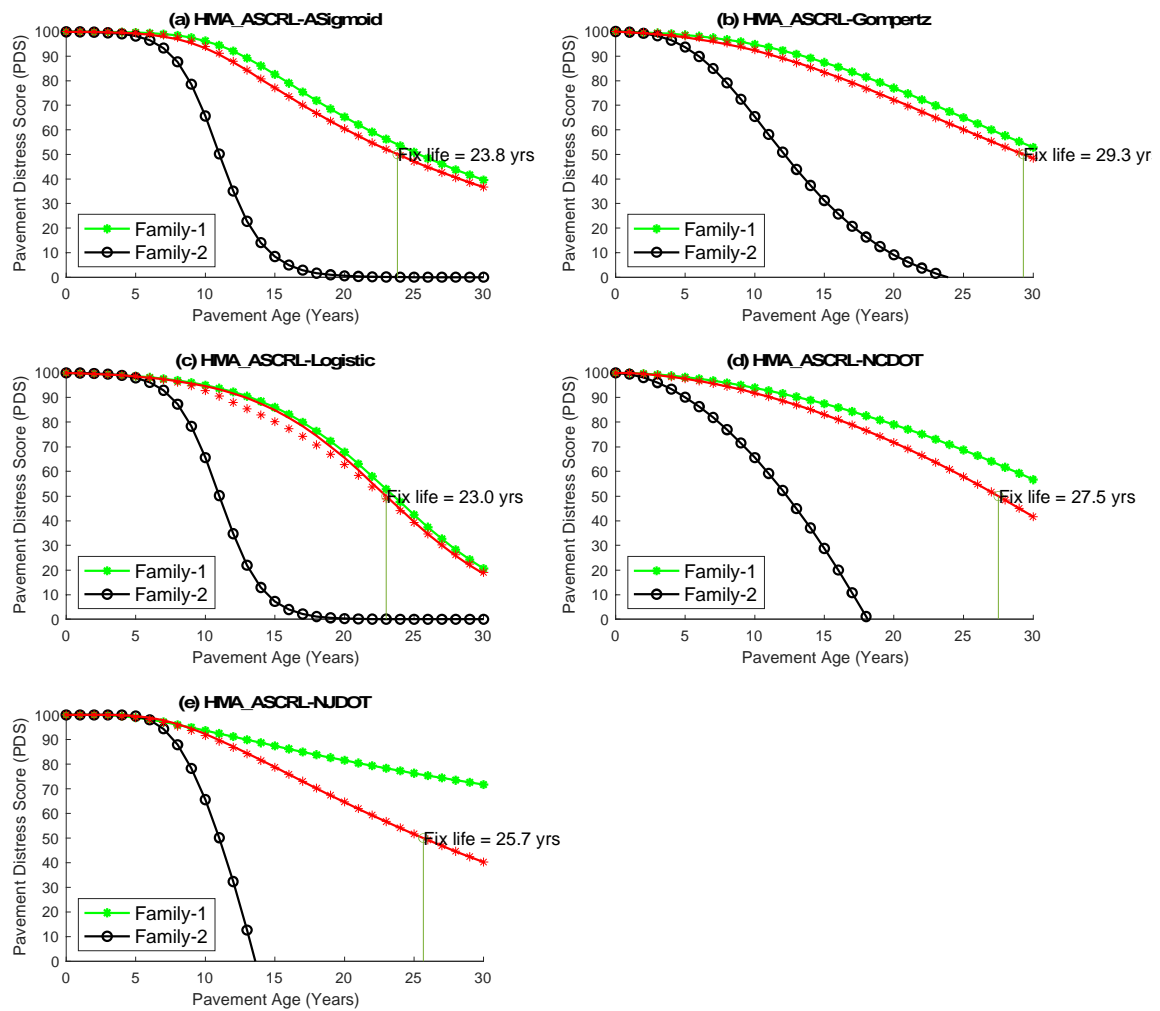 (a) HMA_ASCRL-ASigmoid
Pavement Distress Score (PDS)
100
90
80
70
60
50
40
30
20
10
0
Fix life = 23.8 yrs
Family-1
Family-2
0 5 10 15 20 25 30
Pavement Age (Years)
(b) HMA_ASCRL-Gompertz
Pavement Distress Score (PDS)
100
90
80
70
60
50
40
30
20
10
0
Fix life = 29.3 yr
Family-1
Family-2
0 5 10 15 20 25 30
Pavement Age (Years)
(c) HMA_ASCRL-Logistic
Pavement Distress Score (PDS)
100
90
80
70
60
50
40
30
20
10
0
Fix life = 23.0 yrs
Family-1
Family-2
0 5 10 15 20 25 30
Pavement Age (Years)
(d) HMA_ASCRL-NCDOT
Pavement Distress Score (PDS)
100
90
80
70
60
50
40
30
20
10
0
Fix life = 27.5 yrs
Family-1
Family-2
0 5 10 15 20 25 30
Pavement Age (Years)
(e) HMA_ASCRL-NJDOT
Pavement Distress Score (PDS)
100
90
80
70
60
50
40
30
20
10
0
Fix life = 25.7 yrs
Family-1
Family-2
0 5 10 15 20 25 30
Pavement Age (Years)